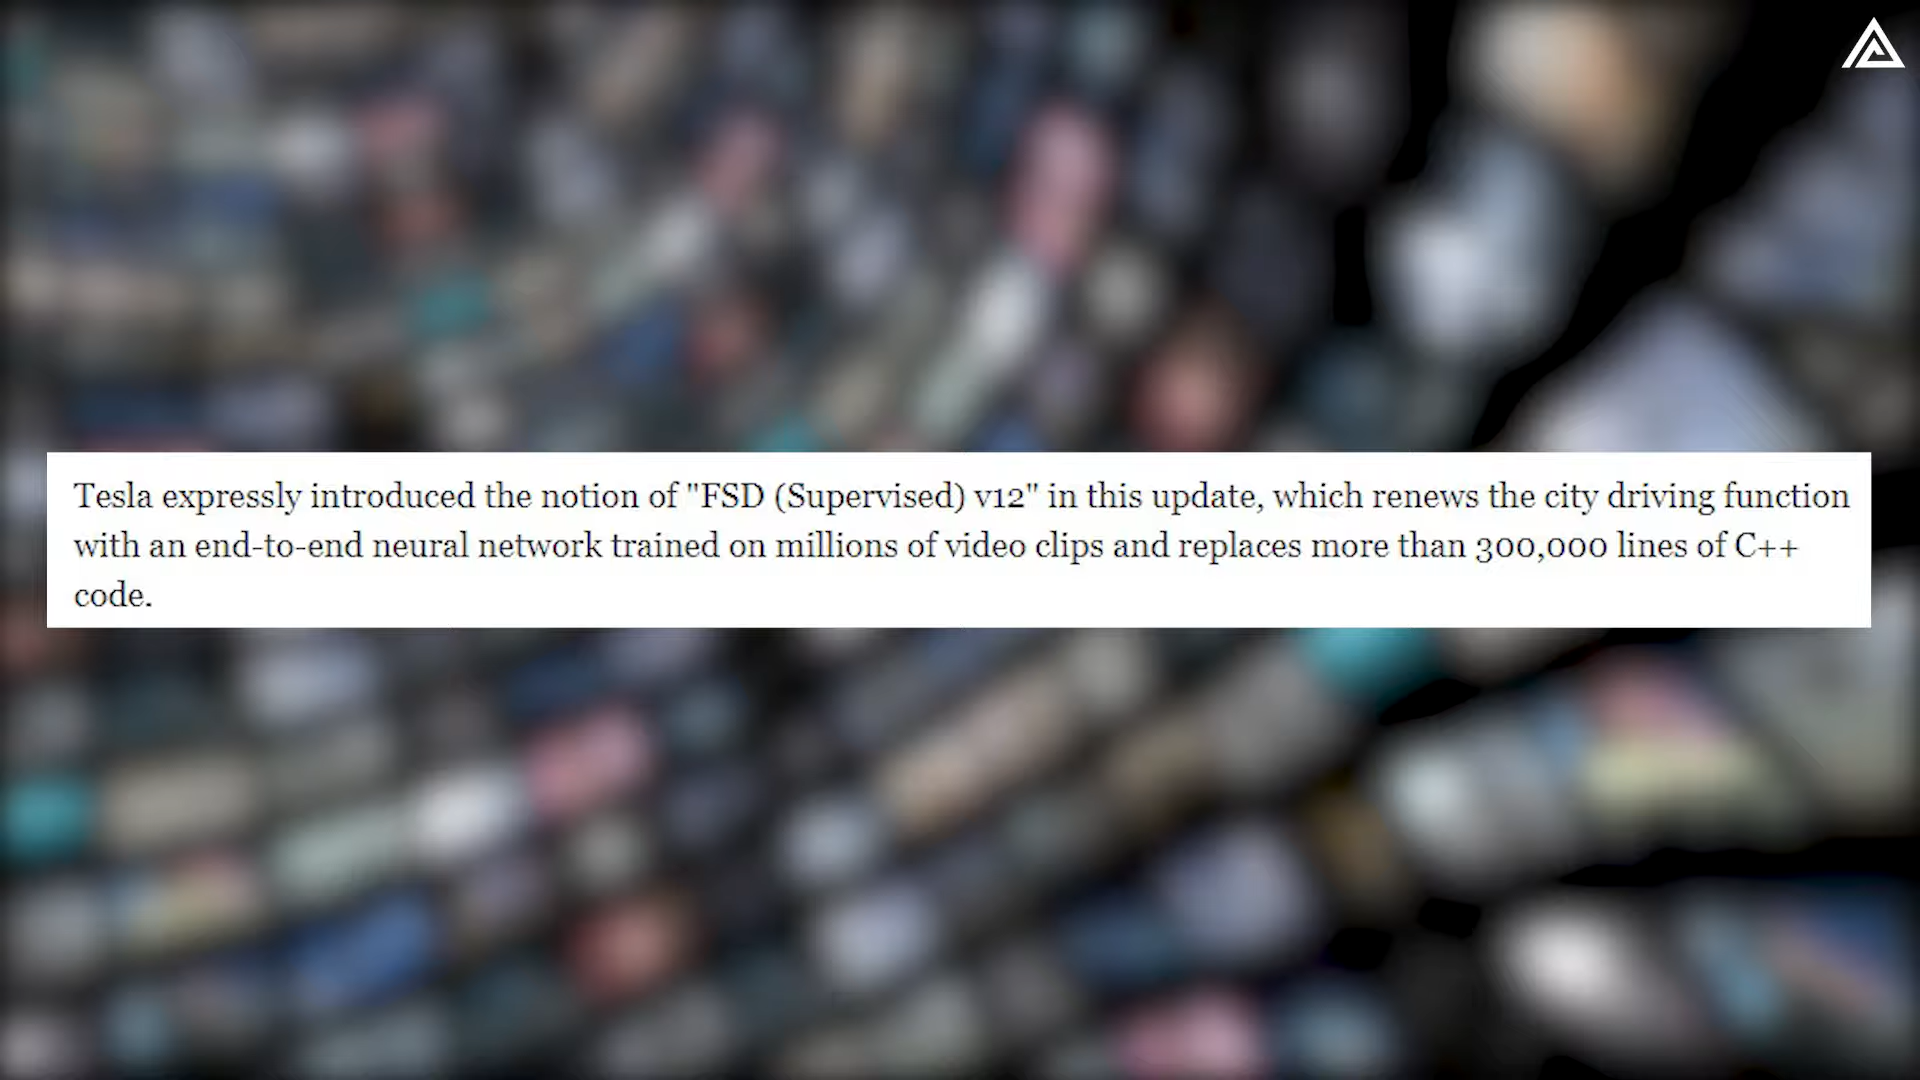 Tesla expressly introduced the notion of "FSD (Supervised) v12" in this update, which renews the city driving function
with an end-to-end neural network trained on millions of video clips and replaces more than 300,000 lines of C++
code.